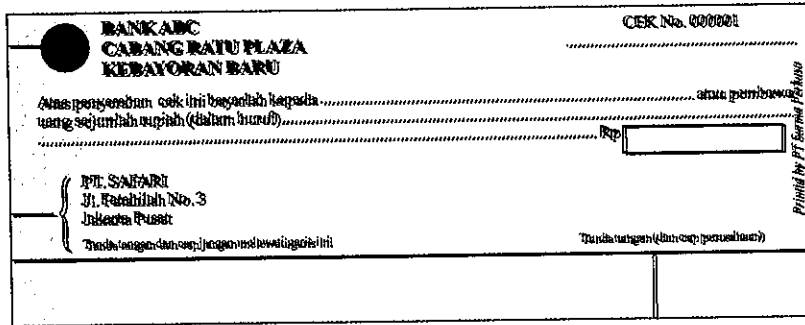 BANK ABC
CABANG RATU PLAZA
KEBAYORAN BARU
CEK No. 000001
Atas penyerahan cek ini bayarlah kepada.......... atau pembawa
uang sejumlah rupiah (dalam huruf)..........
.......... Rp
PT. SAFARI
Jl. Fatahilah No. 3
Jakarta Pusat
Tanda tangan dan cap jangan melewati garis ini
Tanda tangan (dan cap perusahaan)
Printed by PT